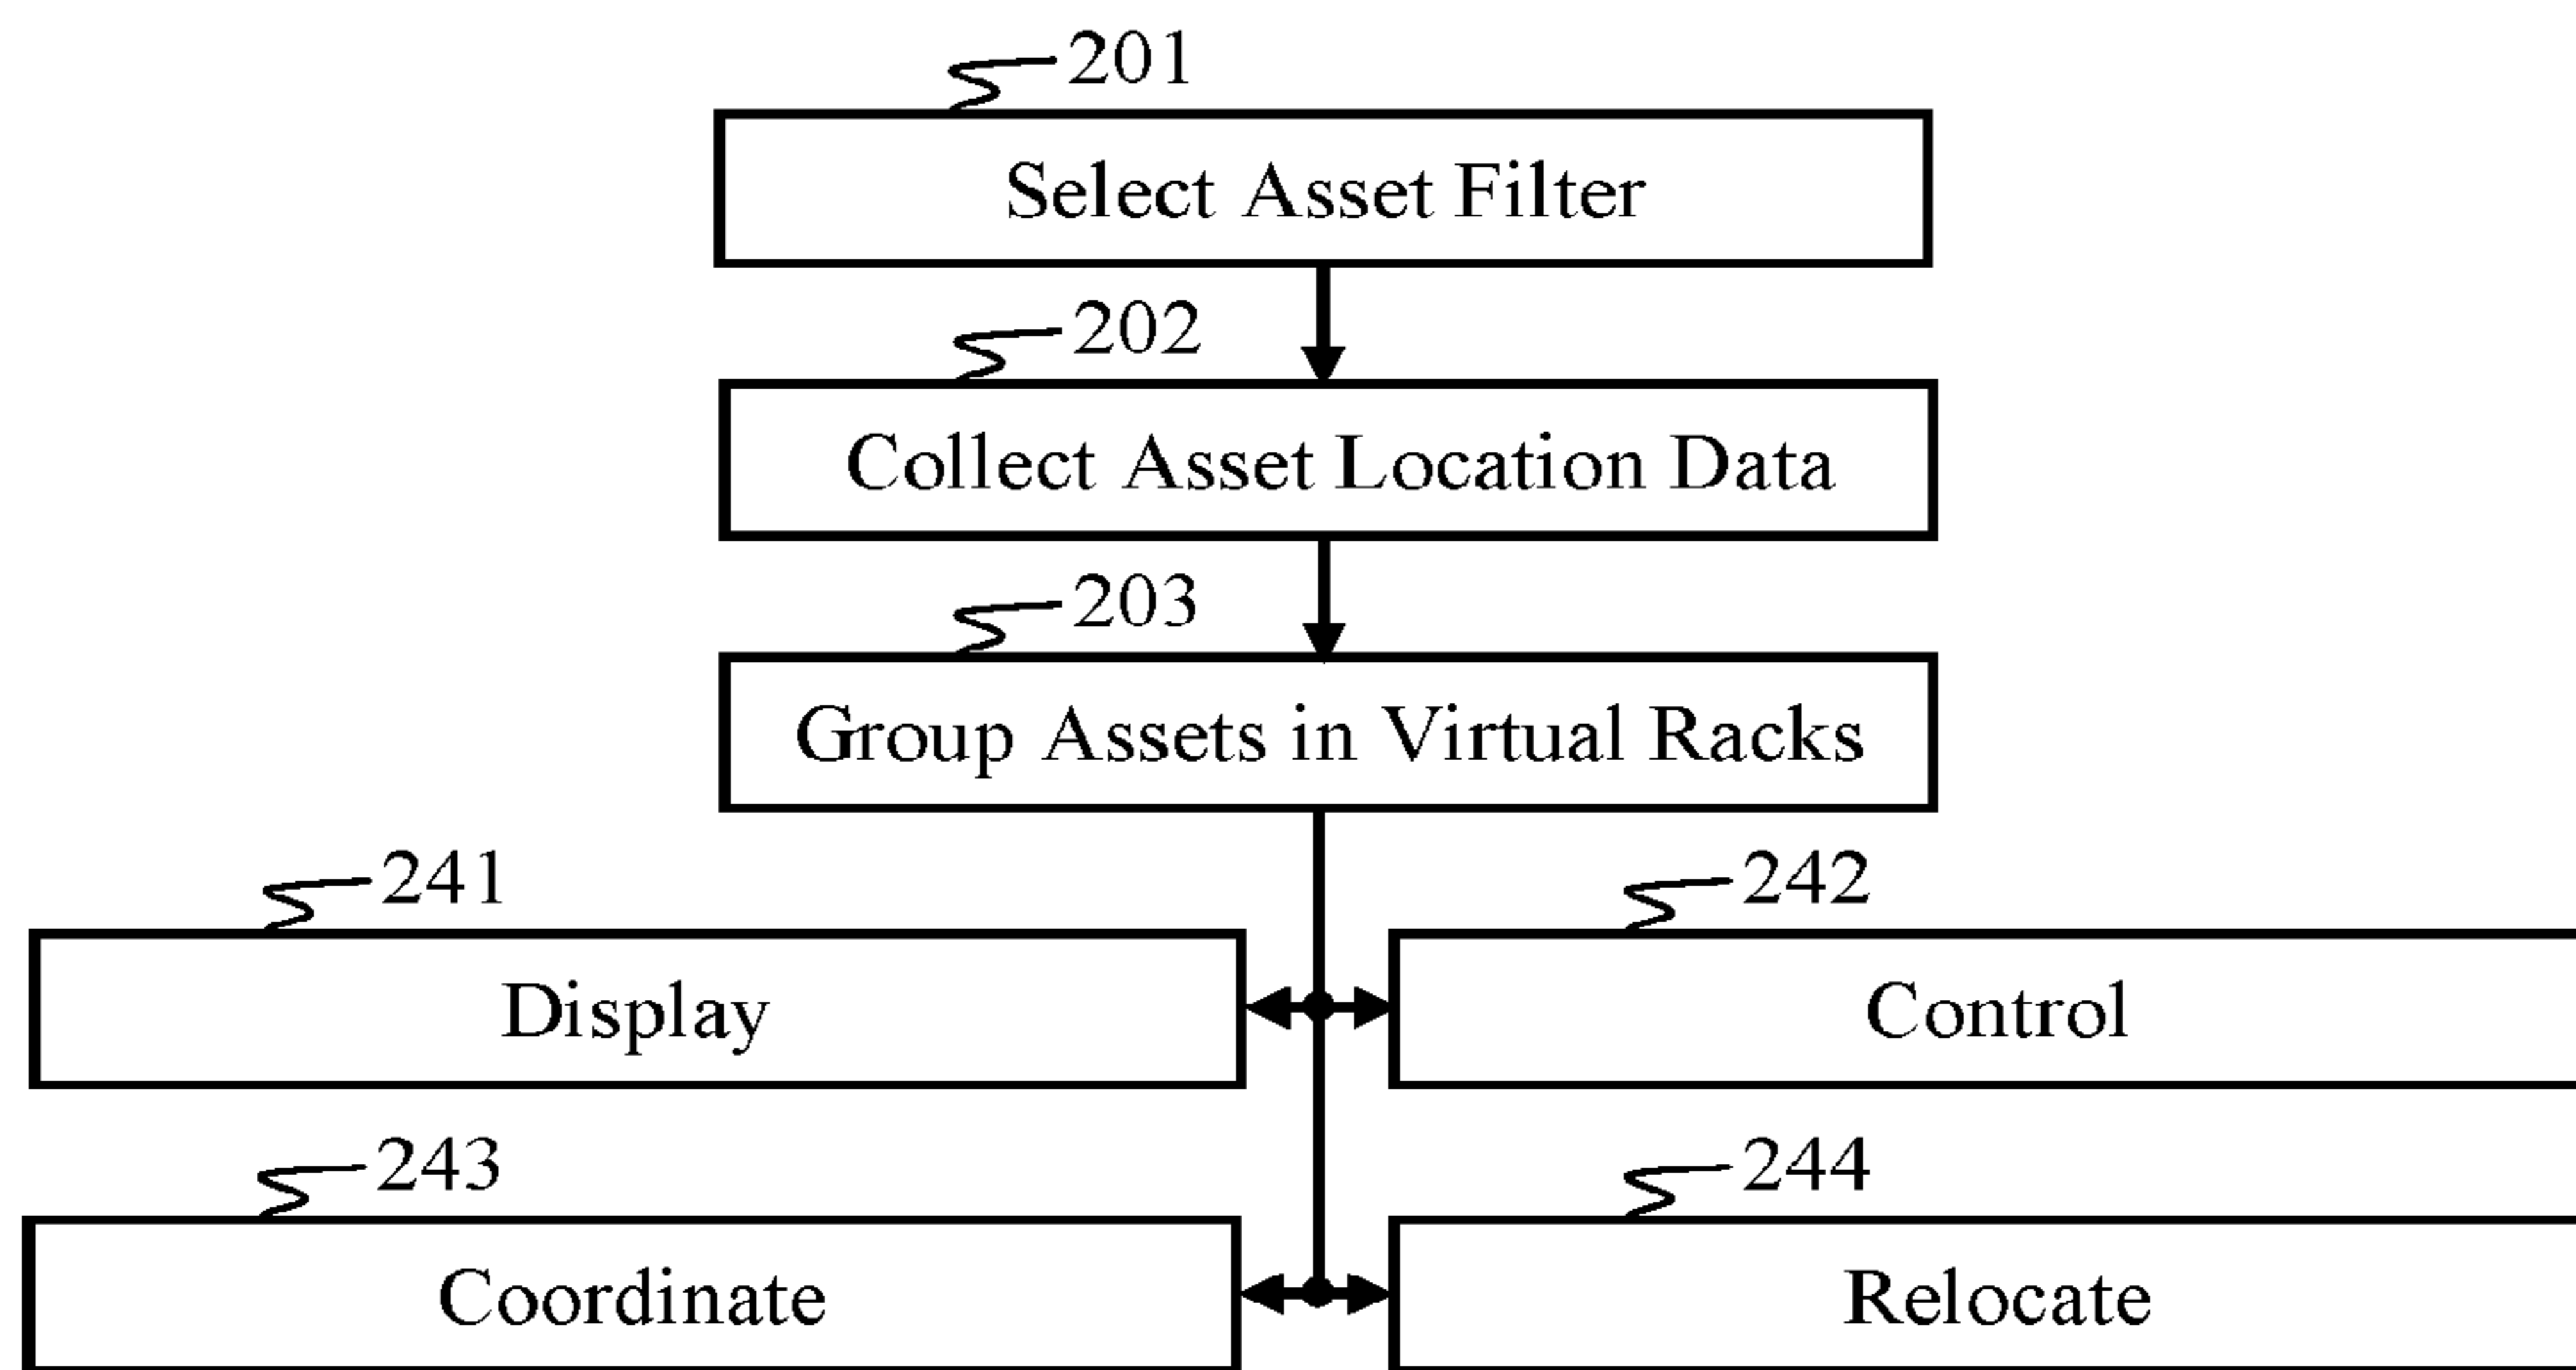 201
Select Asset Filter
202
Collect Asset Location Data
203
Group Assets in Virtual Racks
241
242
Display
Control
243
244
Coordinate
Relocate